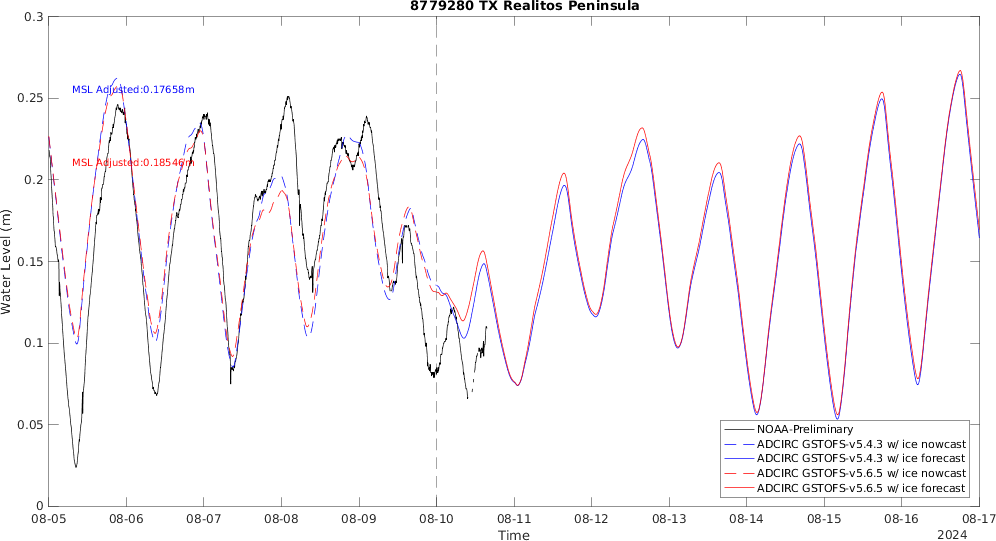 8779280 TX Realitos Peninsula
0.3
0.25
0.2
0.15
0.1
0.05
0
Water Level (m)
MSL Adjusted:0.17658m
MSL Adjusted:0.18546m
NOAA-Preliminary
ADCIRC GSTOFS-v5.4.3 w/ ice nowcast
ADCIRC GSTOFS-v5.4.3 w/ ice forecast
ADCIRC GSTOFS-v5.6.5 w/ ice nowcast
ADCIRC GSTOFS-v5.6.5 w/ ice forecast
08-05 08-06 08-07 08-08 08-09 08-10 08-11 08-12 08-13 08-14 08-15 08-16 08-17
Time
2024